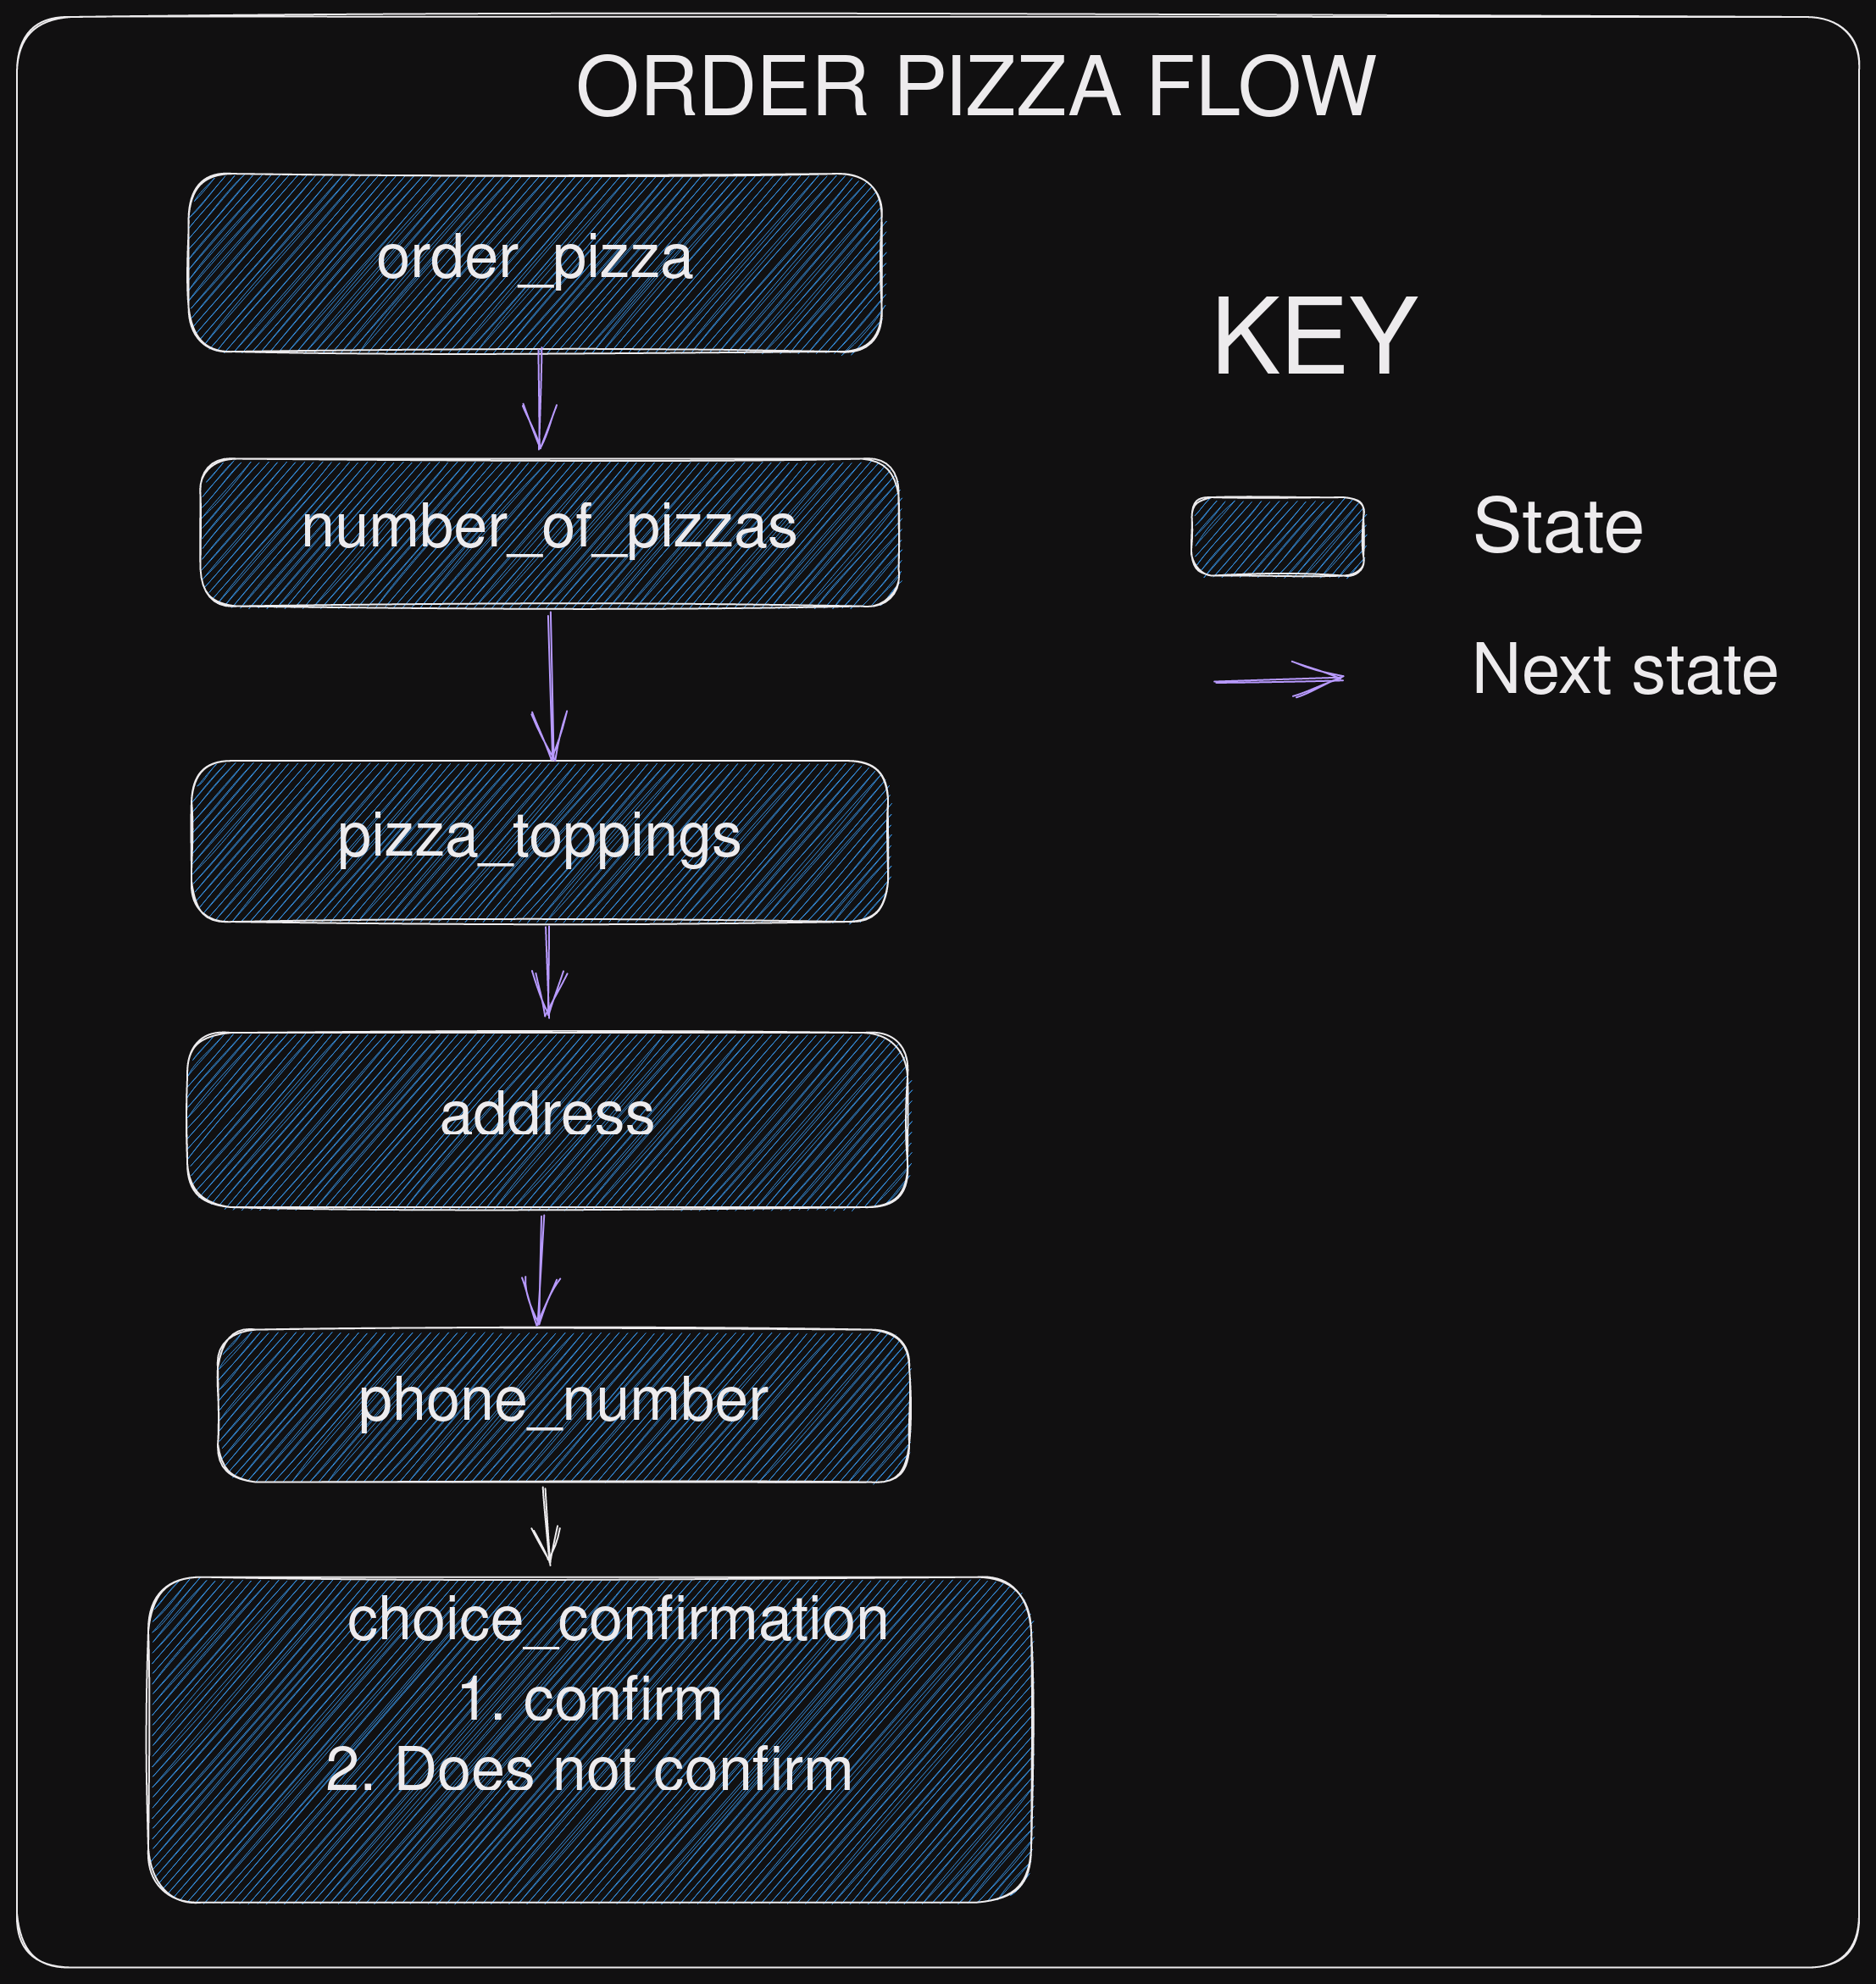 ORDER PIZZA FLOW
order_pizza
KEY
number_of_pizzas
State
Next state
pizza_toppings
address
phone_number
choice_confirmation
1. confirm
2. Does not confirm